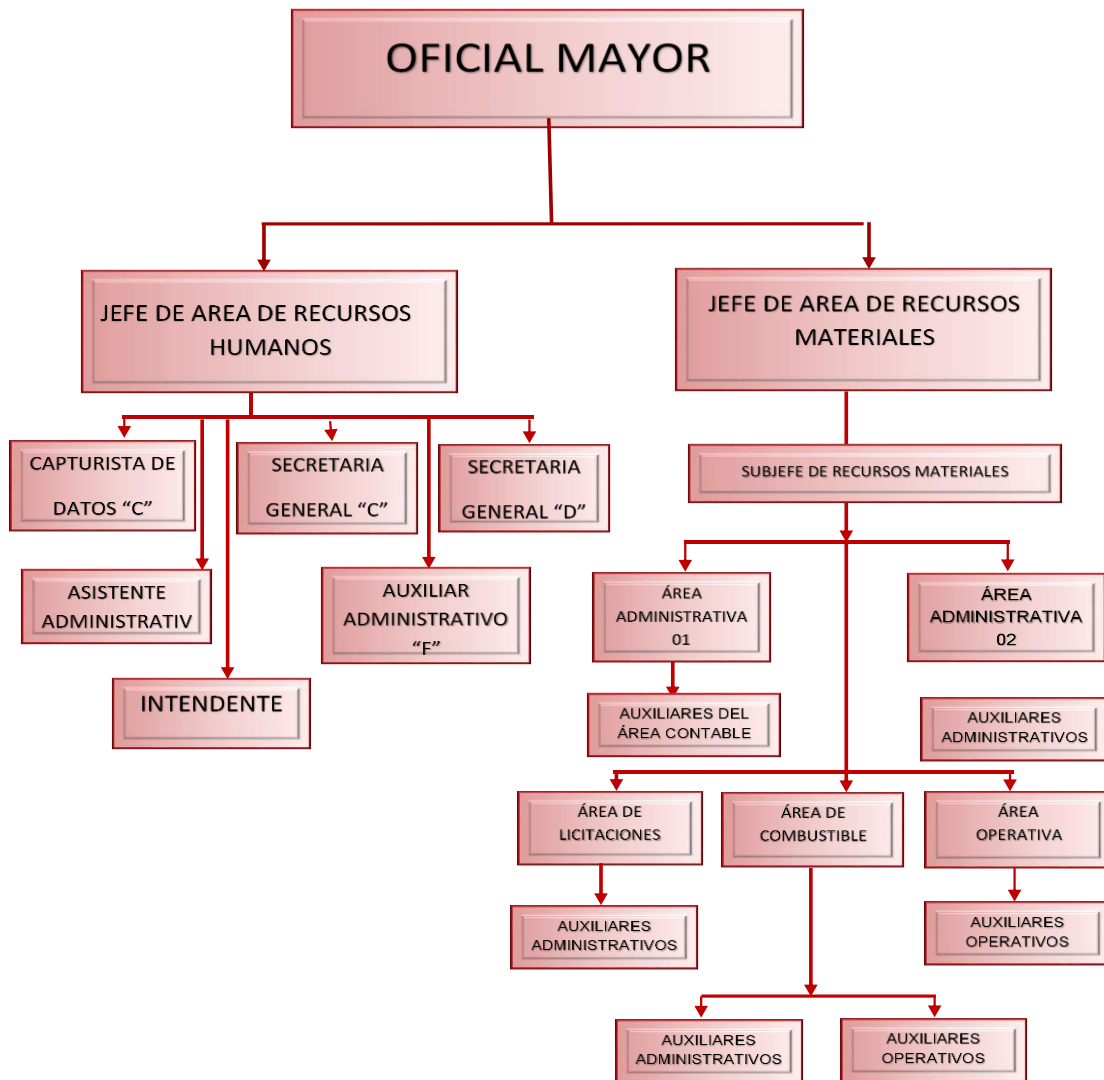 OFICIAL MAYOR
JEFE DE AREA DE RECURSOS
HUMANOS
JEFE DE AREA DE RECURSOS
MATERIALES
CAPTURISTA DE
DATOS “C”
SECRETARIA
GENERAL “C”
SECRETARIA
GENERAL “D”
SUBJEFE DE RECURSOS MATERIALES
ASISTENTE
ADMINISTRATIV
AUXILIAR
ADMINISTRATIVO
“F”
INTENDENTE
ÁREA
ADMINISTRATIVA
01
ÁREA
ADMINISTRATIVA
02
AUXILIARES DEL
ÁREA CONTABLE
AUXILIARES
ADMINISTRATIVOS
ÁREA DE
LICITACIONES
ÁREA DE
COMBUSTIBLE
ÁREA
OPERATIVA
AUXILIARES
ADMINISTRATIVOS
AUXILIARES
OPERATIVOS
AUXILIARES
ADMINISTRATIVOS
AUXILIARES
OPERATIVOS